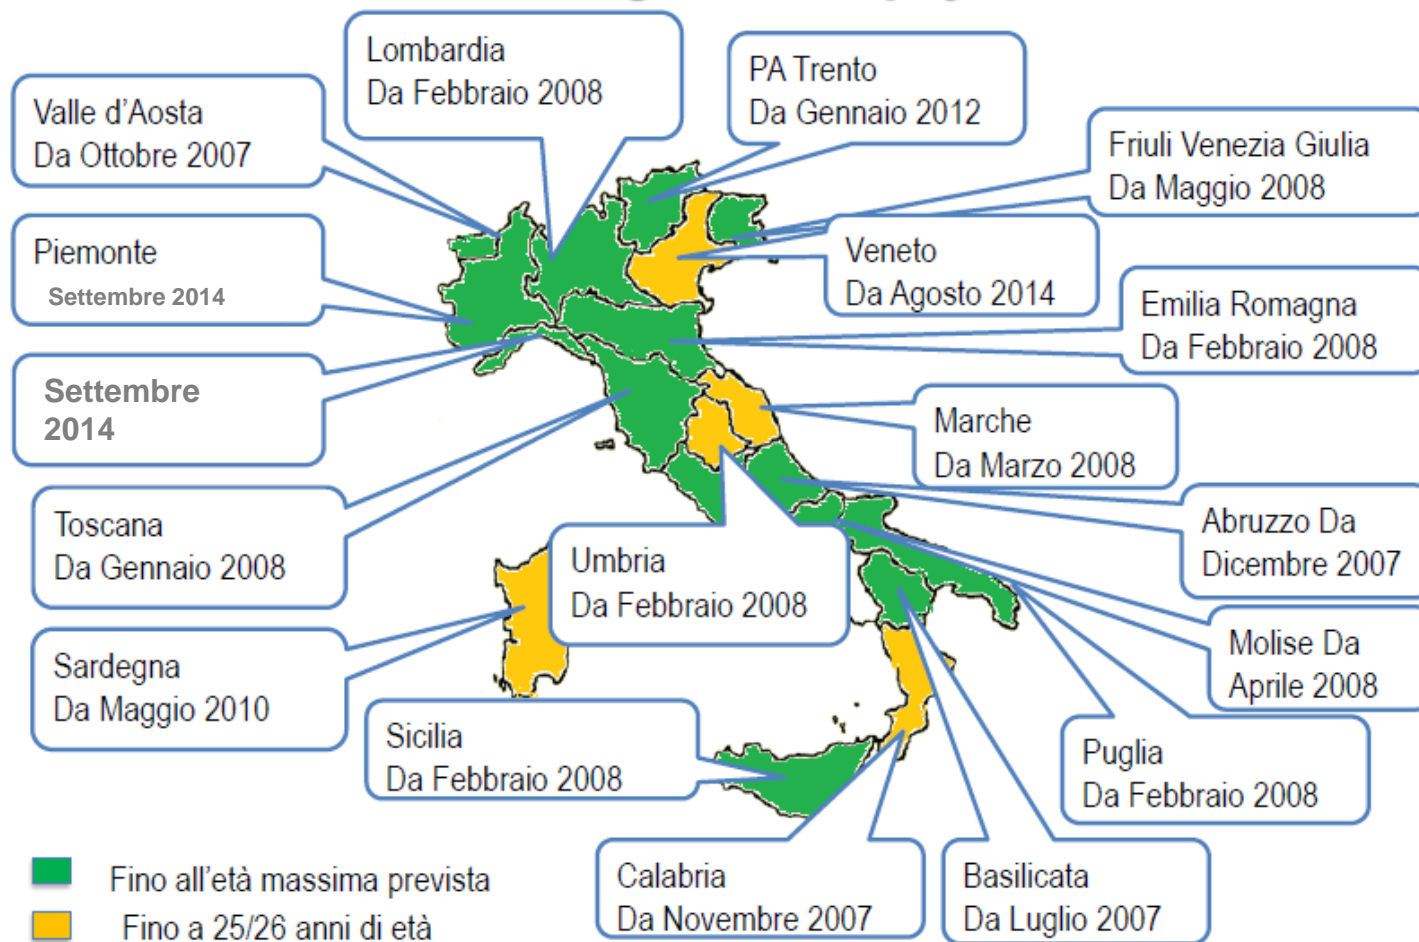 Lombardia
Da Febbraio 2008
PA Trento
Da Gennaio 2012
Valle d'Aosta
Da Ottobre 2007
Friuli Venezia Giulia
Da Maggio 2008
Piemonte
Settembre 2014
Veneto
Da Agosto 2014
Emilia Romagna
Da Febbraio 2008
Settembre
2014
Marche
Da Marzo 2008
Toscana
Da Gennaio 2008
Umbria
Da Febbraio 2008
Abruzzo Da
Dicembre 2007
Sardegna
Da Maggio 2010
Molise Da
Aprile 2008
Sicilia
Da Febbraio 2008
Puglia
Da Febbraio 2008
Calabria
Da Novembre 2007
Basilicata
Da Luglio 2007
Fino all'età massima prevista
Fino a 25/26 anni di età